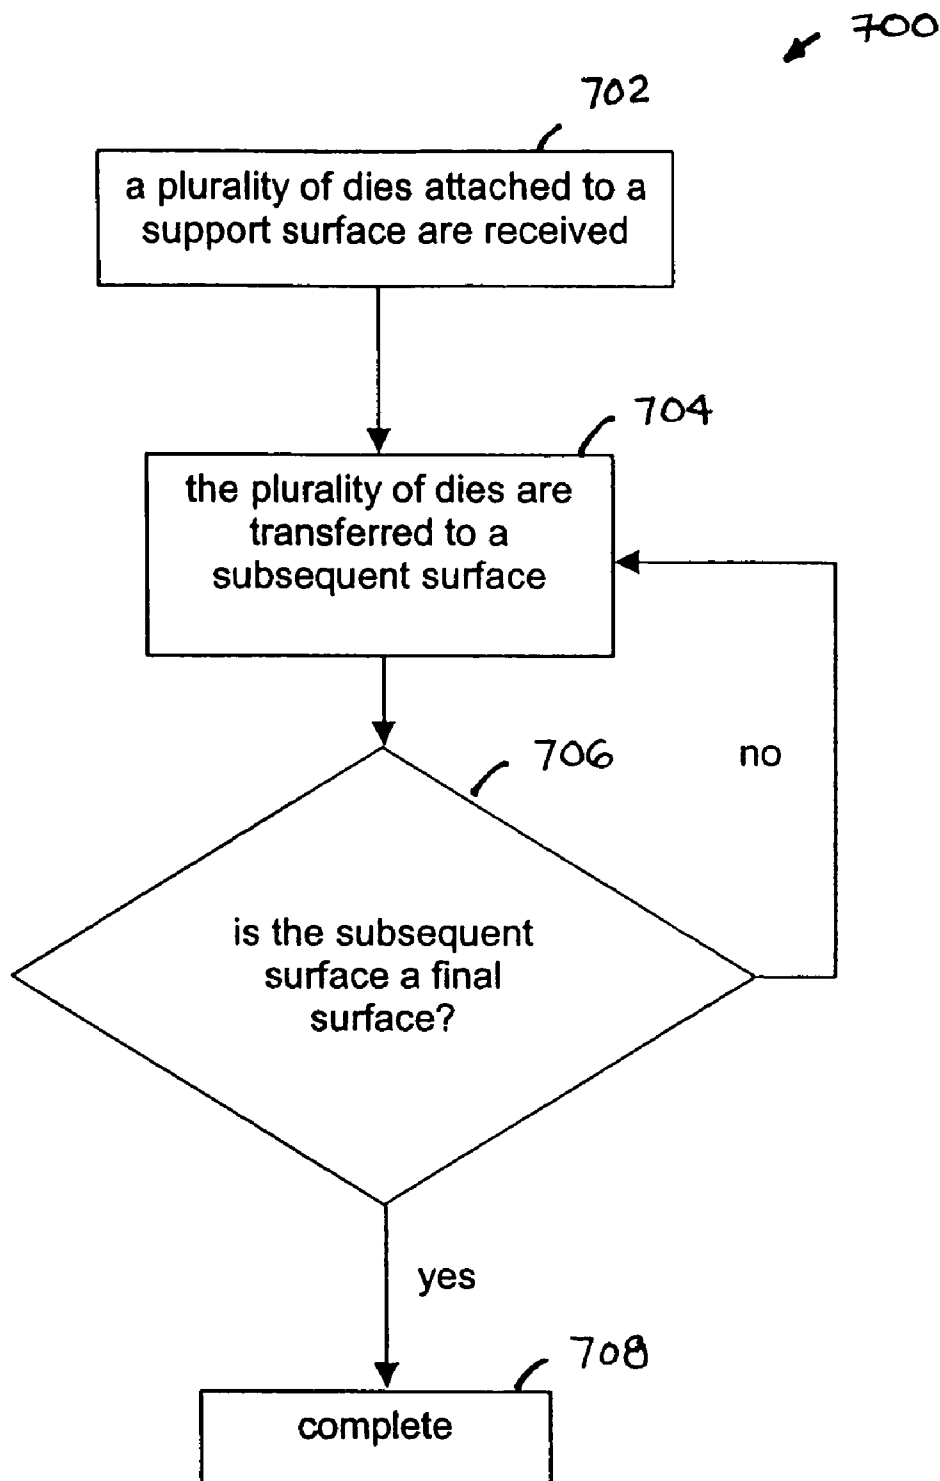 700
702
a plurality of dies attached to a
support surface are received
704
the plurality of dies are
transferred to a
subsequent surface
706
no
is the subsequent
surface a final
surface?
yes
708
complete